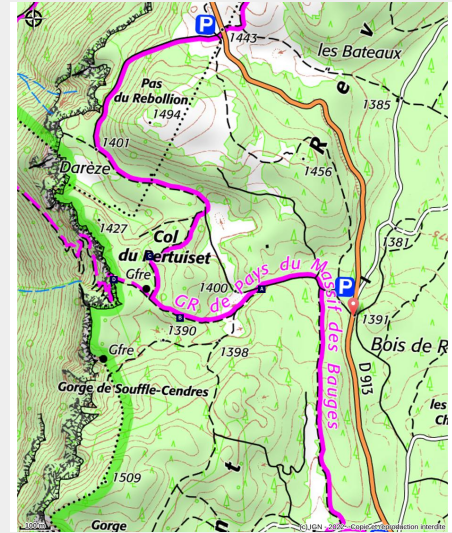 P
1443
les Bateaux
Pas
du Rebollion
1494
1385
v
e
R
1401
1456
Darèze
1427
Col
du Pertuiset
1381
Gfre
1400
P
GR de Pays du Massif des Bauges
1391
1390
1398
Bois de R
Gfre
D 913
Gorge de Souffle-Cendres
les
Ch
t
1509
n
100 m
Gorge
(c) IGN - 2022 - Copie et reproduction interdite